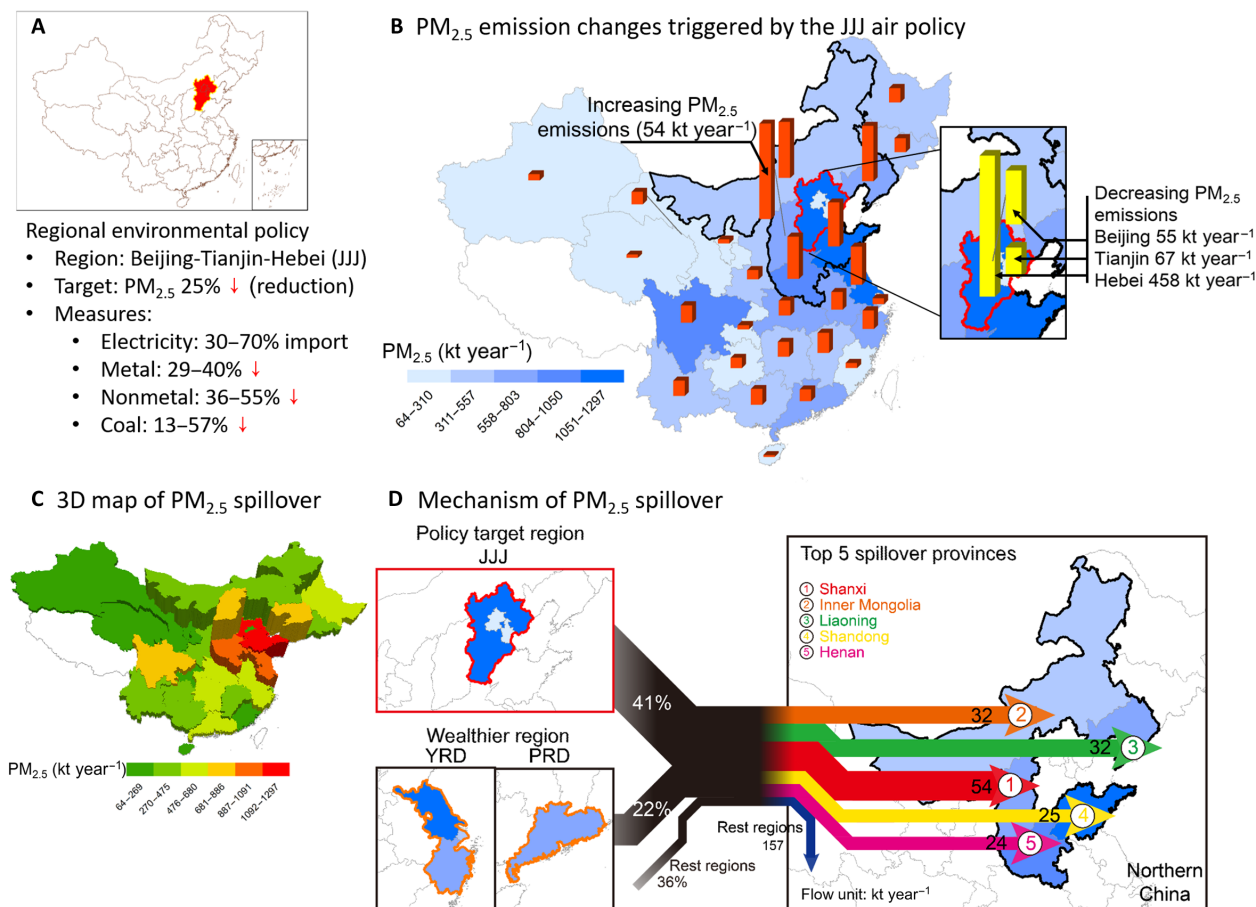 A
Regional environmental policy
• Region: Beijing-Tianjin-Hebei (JJJ)
• Target: PM₂.₅ 25% ↓ (reduction)
• Measures:
• Electricity: 30–70% import
• Metal: 29–40% ↓
• Nonmetal: 36–55% ↓
• Coal: 13–57% ↓
B PM₂.₅ emission changes triggered by the JJJ air policy
Increasing PM₂.₅
emissions (54 kt year⁻¹)
Decreasing PM₂.₅
emissions
Beijing 55 kt year⁻¹
Tianjin 67 kt year⁻¹
Hebei 458 kt year⁻¹
PM₂.₅ (kt year⁻¹)
64–310
311–557
558–803
804–1050
1051–1297
C 3D map of PM₂.₅ spillover
PM₂.₅ (kt year⁻¹)
64–269
270–475
476–680
681–886
887–1091
1092–1297
D Mechanism of PM₂.₅ spillover
Policy target region
JJJ
Wealthier region
YRD
PRD
41%
22%
Rest regions
36%
Rest regions
157
Top 5 spillover provinces
1 Shanxi
2 Inner Mongolia
3 Liaoning
4 Shandong
5 Henan
32 2
32 3
54 1
25 4
24 5
Flow unit: kt year⁻¹
Northern
China